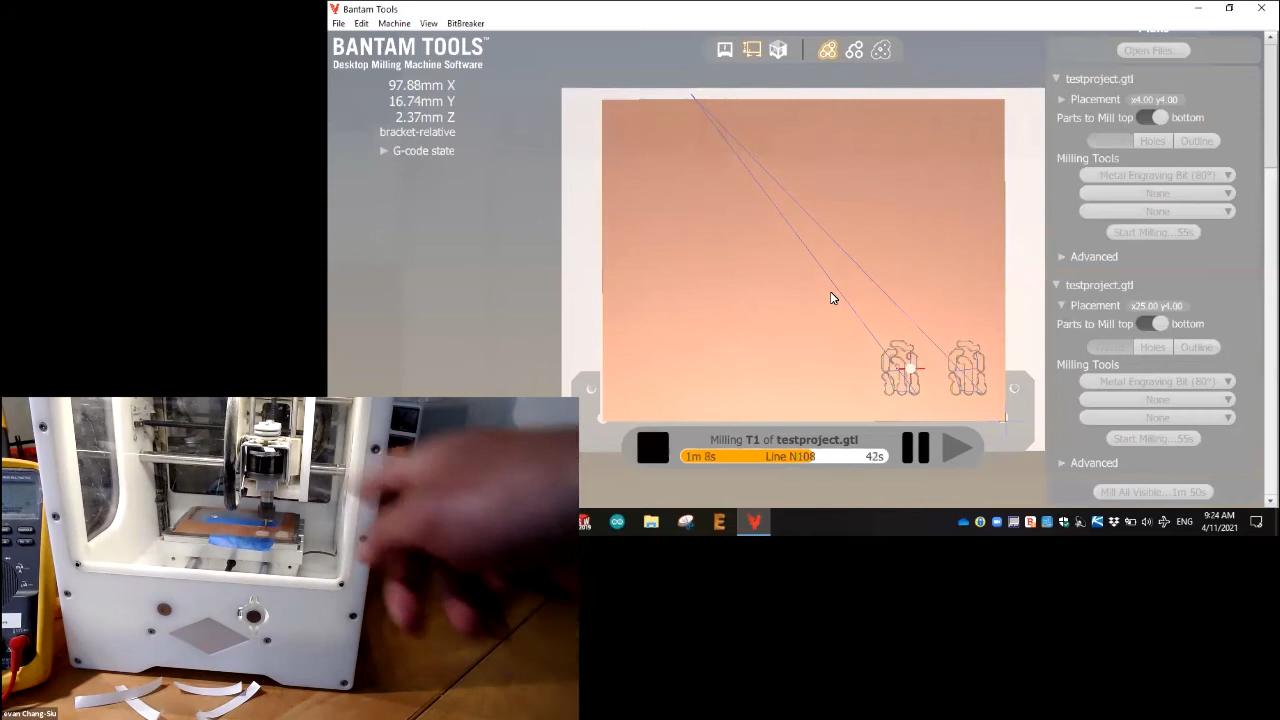 Bantam Tools
File Edit Machine View BitBreaker
BANTAM TOOLS™
Desktop Milling Machine Software
97.88mm X
16.74mm Y
2.37mm Z
bracket-relative
G-code state
Open Files...
testproject.gtl
Placement x4.00 y4.00
Parts to Mill top bottom
Holes Outline
Milling Tools
Metal Engraving Bit (80°)
None
None
Start Milling...55s
Advanced
testproject.gtl
Placement x25.00 y4.00
Parts to Mill top bottom
Holes Outline
Milling Tools
Metal Engraving Bit (80°)
None
None
Start Milling...55s
Advanced
Mill All Visible...1m 50s
Milling T1 of testproject.gtl
1m 8s Line N108 42s
2019
ENG
9:24 AM
4/11/2021
evan Chang-Siu